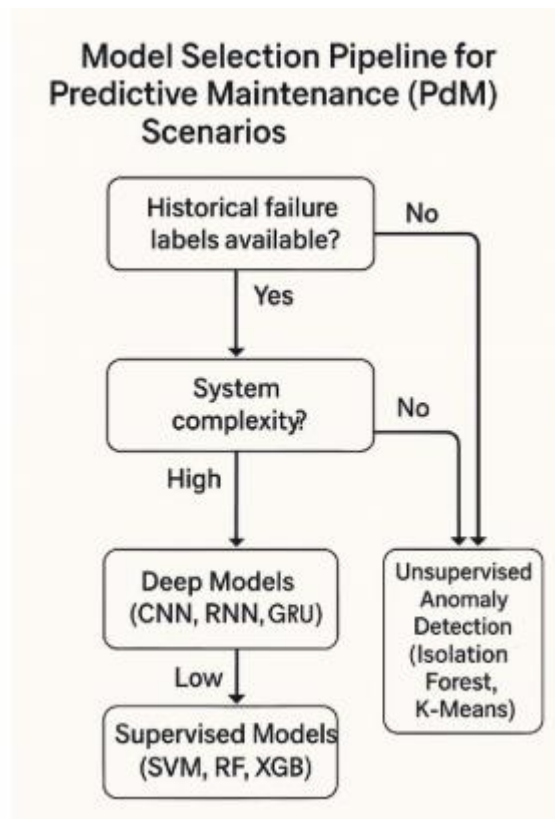 Model Selection Pipeline for
Predictive Maintenance (PdM)
Scenarios
Historical failure
labels available?
No
Yes
System
complexity?
No
High
Deep Models
(CNN, RNN, GRU)
Unsupervised
Anomaly
Detection
(Isolation
Forest,
K-Means)
Low
Supervised Models
(SVM, RF, XGB)